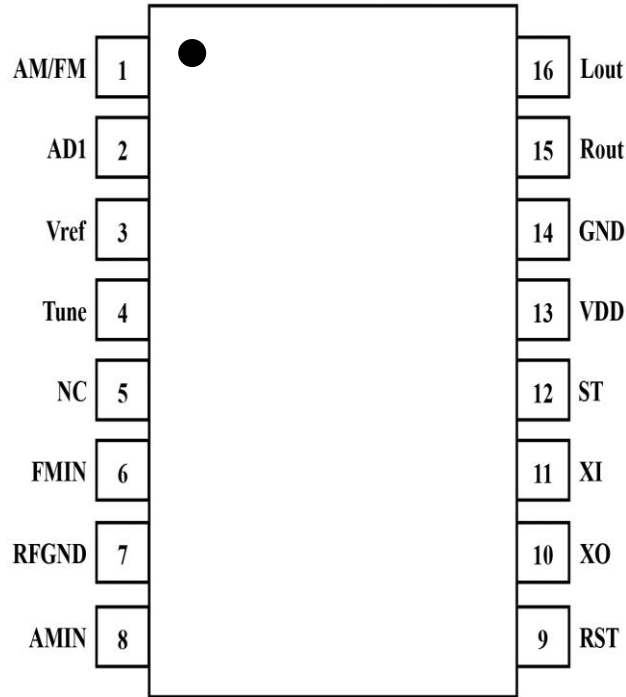 AM/FM 1 16 Lout
AD1 2 15 Rout
Vref 3 14 GND
Tune 4 13 VDD
NC 5 12 ST
FMIN 6 11 XI
RFGND 7 10 XO
AMIN 8 9 RST